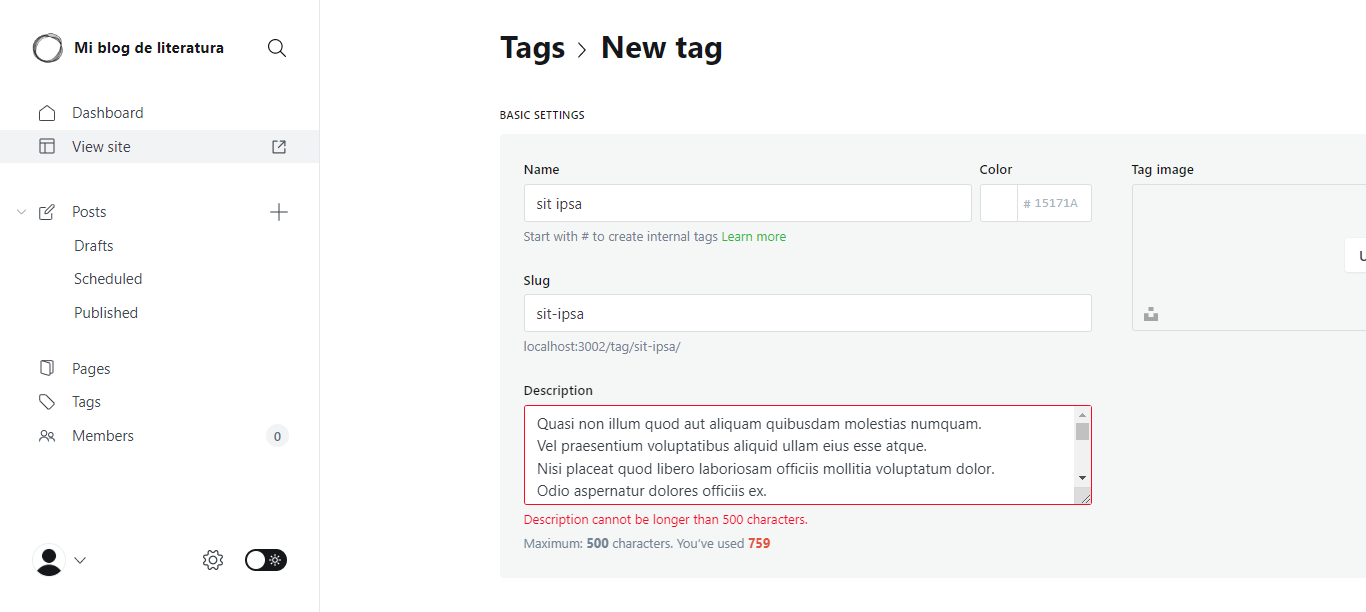 Mi blog de literatura
Dashboard
View site
Posts
Drafts
Scheduled
Published
Pages
Tags
Members
0
Tags › New tag
BASIC SETTINGS
Name
sit ipsa
Start with # to create internal tags Learn more
Color
# 15171A
Slug
sit-ipsa
localhost:3002/tag/sit-ipsa/
Description
Quasi non illum quod aut aliquam quibusdam molestias numquam.
Vel praesentium voluptatibus aliquid ullam eius esse atque.
Nisi placeat quod libero laboriosam officiis mollitia voluptatum dolor.
Odio aspernatur dolores officiis ex.
Description cannot be longer than 500 characters.
Maximum: 500 characters. You’ve used 759
Tag image